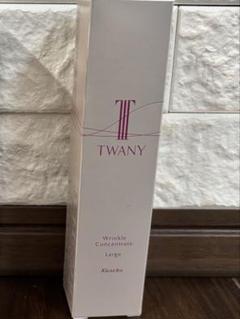 TWANY
Wrinkle
Concentrate
Large
Kanebo